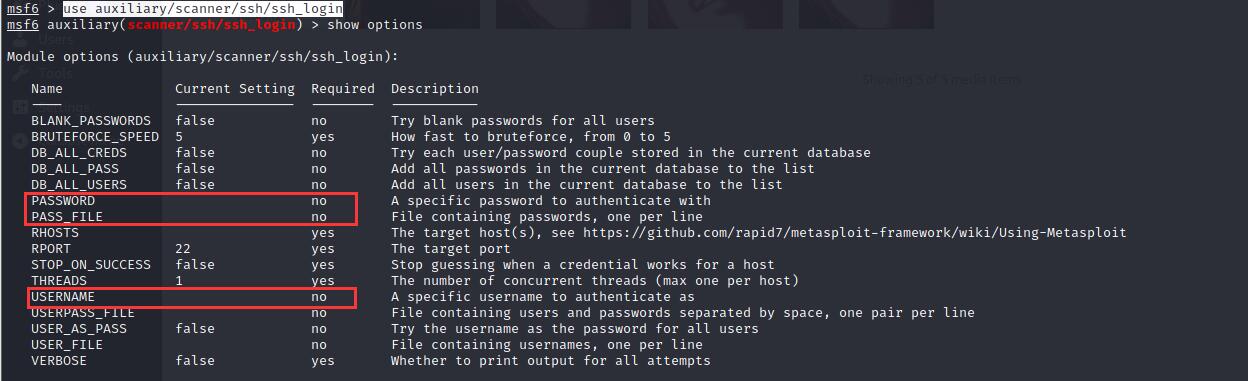 msf6 > use auxiliary/scanner/ssh/ssh_login
msf6 auxiliary(scanner/ssh/ssh_login) > show options
Users
Module options (auxiliary/scanner/ssh/ssh_login):
Tools
Showing 5 of 5 media items
Name Current Setting Required Description
Settings
BLANK_PASSWORDS false no Try blank passwords for all users
BRUTEFORCE_SPEED 5 yes How fast to bruteforce, from 0 to 5
DB_ALL_CREDS false no Try each user/password couple stored in the current database
DB_ALL_PASS false no Add all passwords in the current database to the list
DB_ALL_USERS false no Add all users in the current database to the list
PASSWORD no A specific password to authenticate with
PASS_FILE no File containing passwords, one per line
RHOSTS yes The target host(s), see https://github.com/rapid7/metasploit-framework/wiki/Using-Metasploit
RPORT 22 yes The target port
STOP_ON_SUCCESS false yes Stop guessing when a credential works for a host
THREADS 1 yes The number of concurrent threads (max one per host)
USERNAME no A specific username to authenticate as
USERPASS_FILE no File containing users and passwords separated by space, one pair per line
USER_AS_PASS false no Try the username as the password for all users
USER_FILE no File containing usernames, one per line
VERBOSE false yes Whether to print output for all attempts